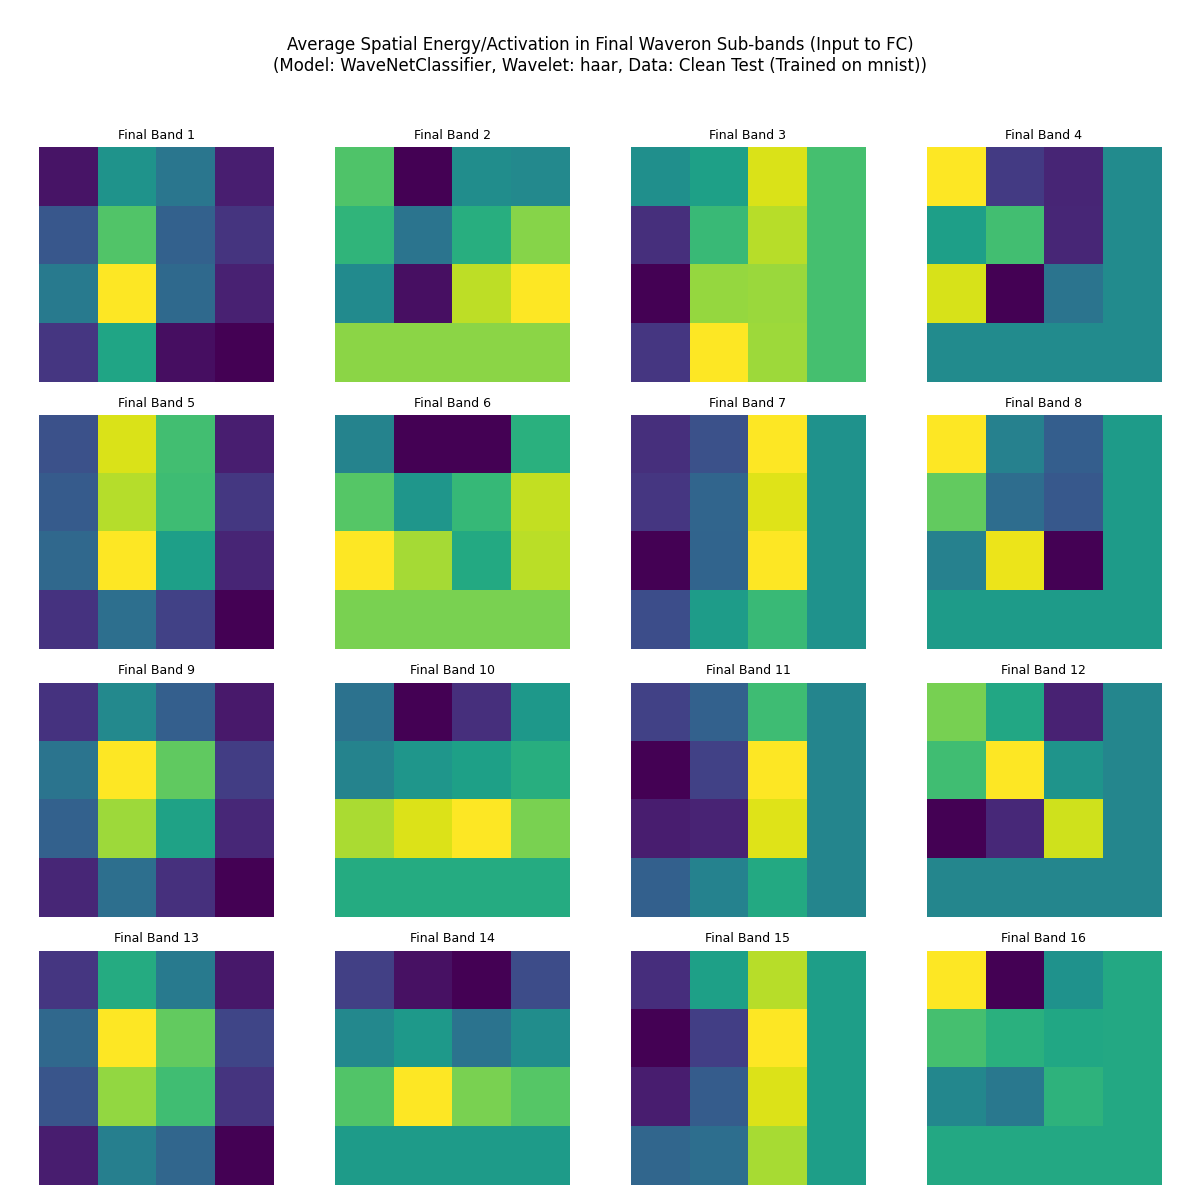 Average Spatial Energy/Activation in Final Waveron Sub-bands (Input to FC)
(Model: WaveNetClassifier, Wavelet: haar, Data: Clean Test (Trained on mnist))
Final Band 1
Final Band 2
Final Band 3
Final Band 4
Final Band 5
Final Band 6
Final Band 7
Final Band 8
Final Band 9
Final Band 10
Final Band 11
Final Band 12
Final Band 13
Final Band 14
Final Band 15
Final Band 16